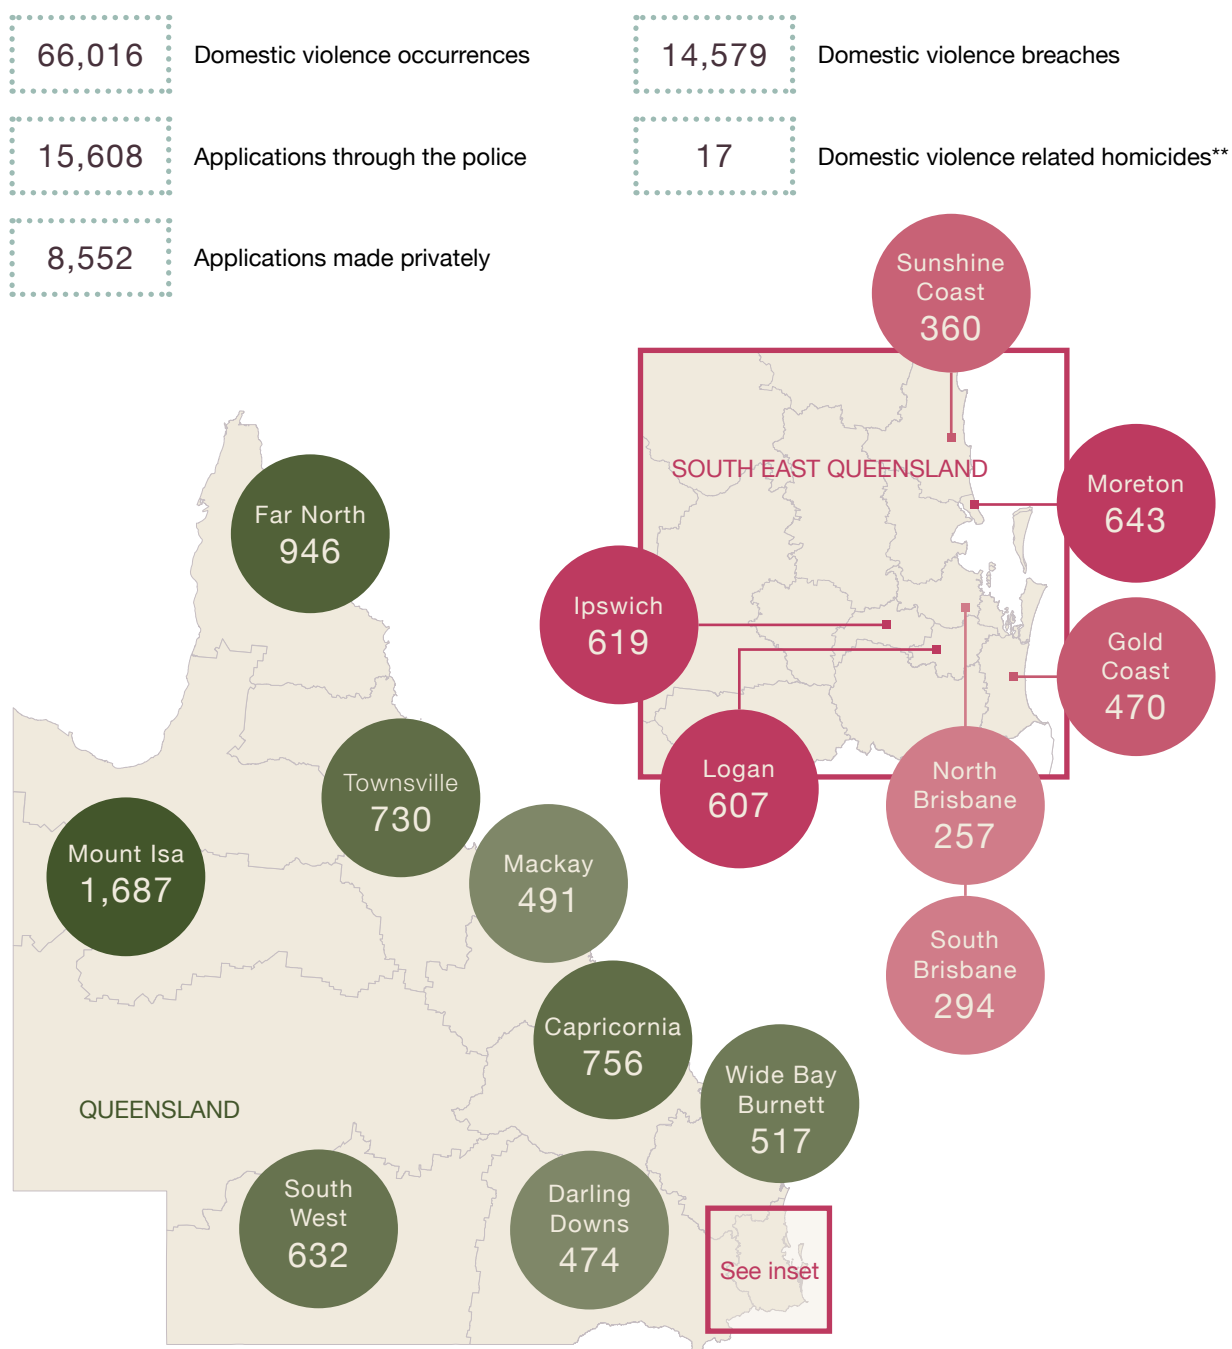 66,016
Domestic violence occurrences
14,579
Domestic violence breaches
15,608
Applications through the police
17
Domestic violence related homicides**
8,552
Applications made privately
Sunshine
Coast
360
SOUTH EAST QUEENSLAND
Moreton
643
Far North
946
Ipswich
619
Gold
Coast
470
Logan
607
North
Brisbane
257
Townsville
730
Mount Isa
1,687
Mackay
491
South
Brisbane
294
Capricornia
756
Wide Bay
Burnett
517
QUEENSLAND
South
West
632
Darling
Downs
474
See inset